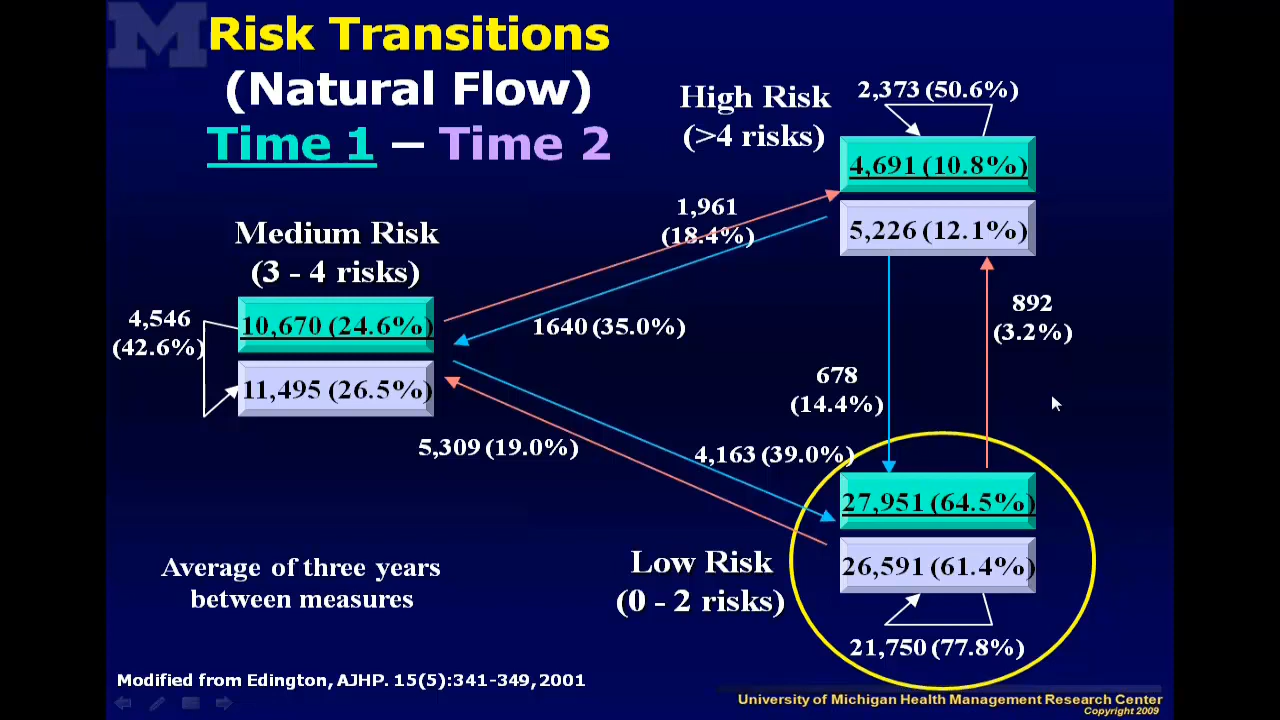 M
Risk Transitions
(Natural Flow)
Time 1 – Time 2
High Risk
(>4 risks)
2,373 (50.6%)
4,691 (10.8%)
5,226 (12.1%)
1,961
(18.4%)
Medium Risk
(3 - 4 risks)
4,546
(42.6%)
10,670 (24.6%)
11,495 (26.5%)
1640 (35.0%)
892
(3.2%)
678
(14.4%)
5,309 (19.0%)
4,163 (39.0%)
27,951 (64.5%)
26,591 (61.4%)
Low Risk
(0 - 2 risks)
21,750 (77.8%)
Average of three years
between measures
Modified from Edington, AJHP. 15(5):341-349, 2001
University of Michigan Health Management Research Center
Copyright 2009